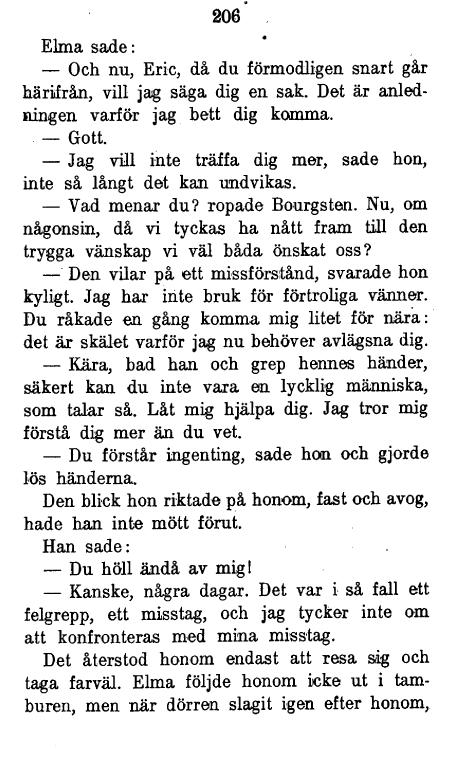 206
Elma sade:
— Och nu, Eric, då du förmodligen snart går
härifrån, vill jag säga dig en sak. Det är anled-
ningen varför jag bett dig komma.
— Gott.
— Jag vill inte träffa dig mer, sade hon,
inte så långt det kan undvikas.
— Vad menar du? ropade Bourgsten. Nu, om
någonsin, då vi tyckas ha nått fram till den
trygga vänskap vi väl båda önskat oss?
— Den vilar på ett missförstånd, svarade hon
kyligt. Jag har inte bruk för förtroliga vänner.
Du råkade en gång komma mig litet för nära:
det är skälet varför jag nu behöver avlägsna dig.
— Kära, bad han och grep hennes händer,
säkert kan du inte vara en lycklig människa,
som talar så. Låt mig hjälpa dig. Jag tror mig
förstå dig mer än du vet.
— Du förstår ingenting, sade hon och gjorde
lös händerna.
Den blick hon riktade på honom, fast och avog,
hade han inte mött förut.
Han sade:
— Du höll ändå av mig!
— Kanske, några dagar. Det var i så fall ett
felgrepp, ett misstag, och jag tycker inte om
att konfronteras med mina misstag.
Det återstod honom endast att resa sig och
taga farväl. Elma följde honom icke ut i tam-
buren, men när dörren slagit igen efter honom,